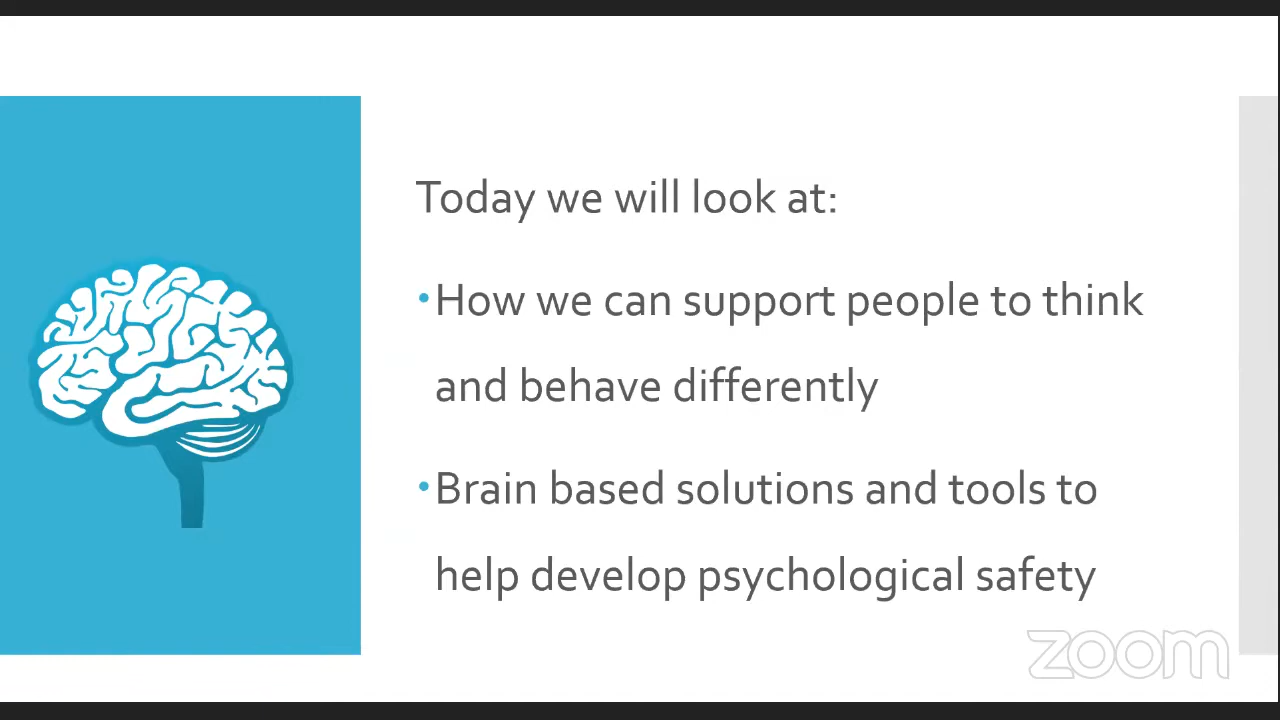 Today we will look at:
•How we can support people to think
and behave differently
•Brain based solutions and tools to
help develop psychological safety
zoom